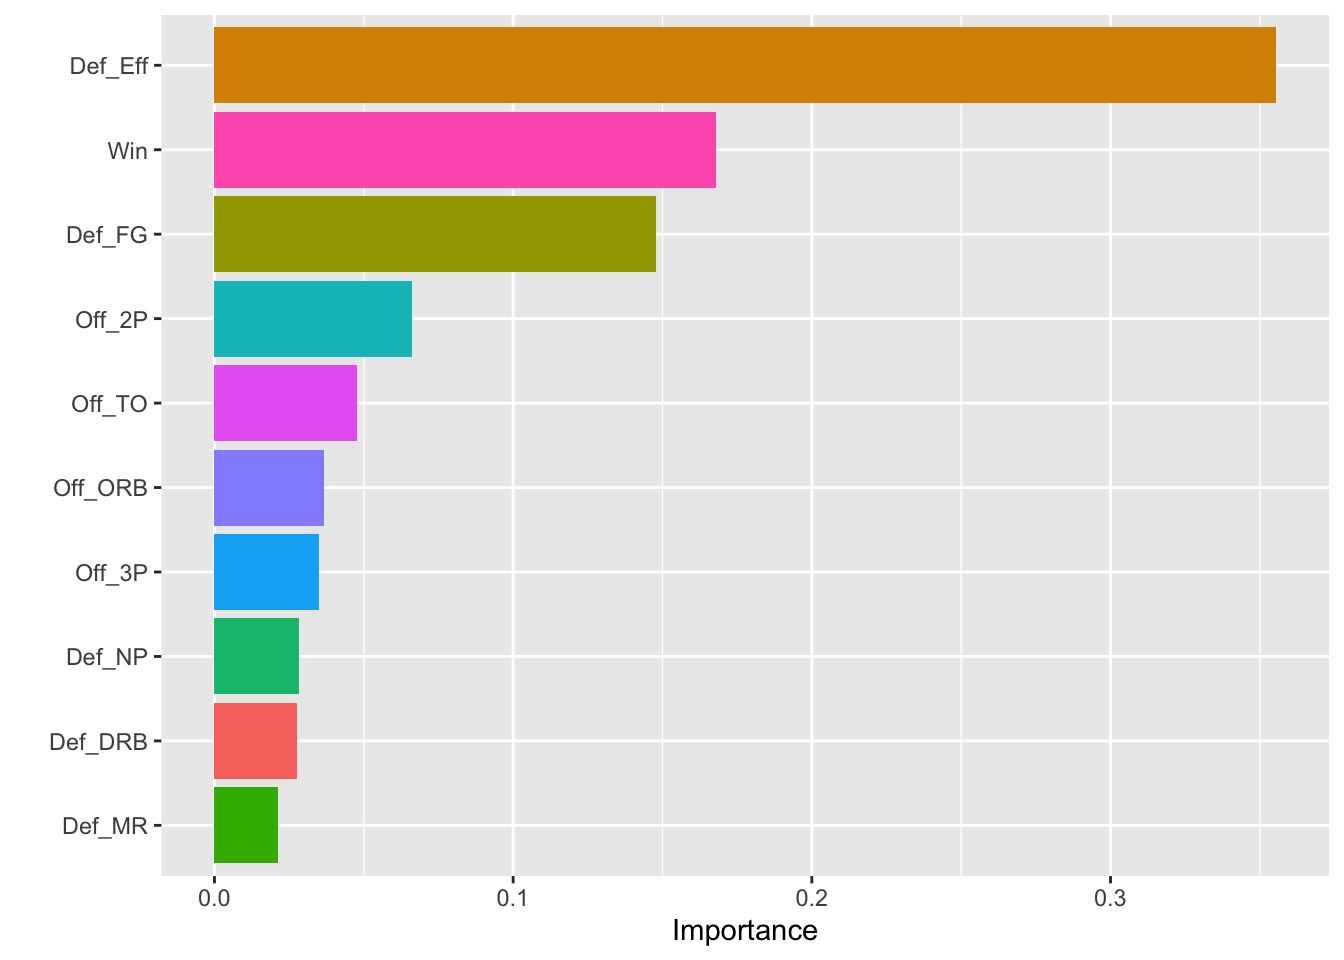 Def_Eff
Win
Def_FG
Off_2P
Off_TO
Off_ORB
Off_3P
Def_NP
Def_DRB
Def_MR
0.0 0.1 0.2 0.3
Importance